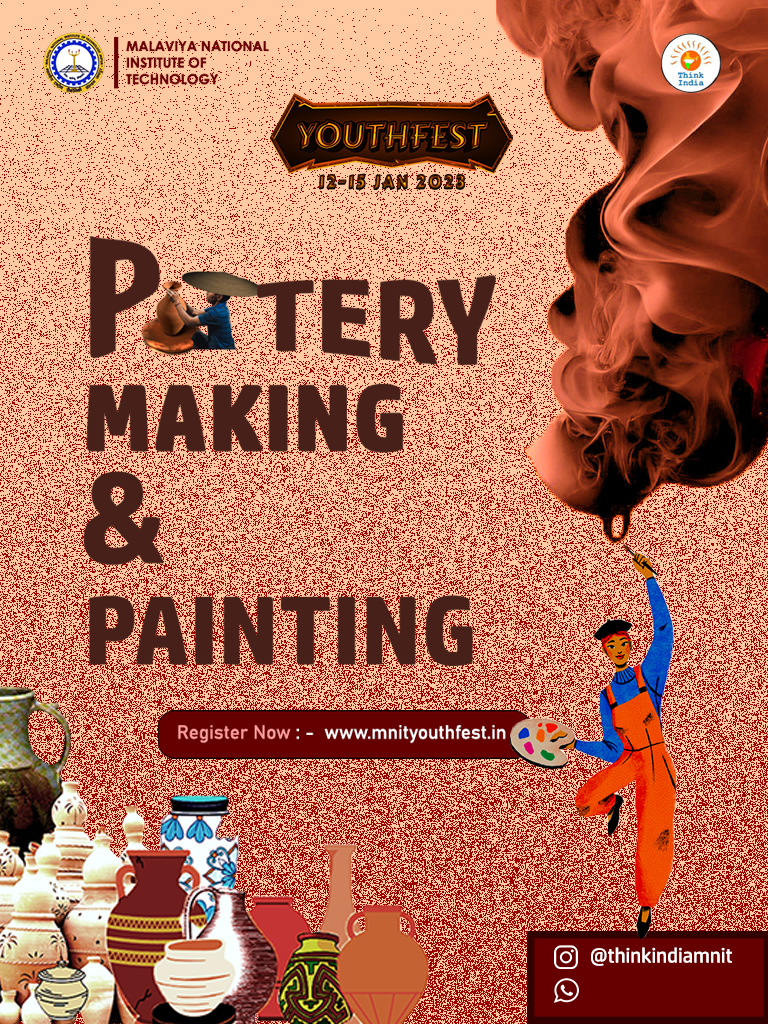 MALAVIYA NATIONAL
INSTITUTE OF
TECHNOLOGY
Think
India
YOUTHFEST
12-15 JAN 2023
POTTERY
MAKING
&
PAINTING
Register Now : - www.mnityouthfest.in
@thinkindiamnit